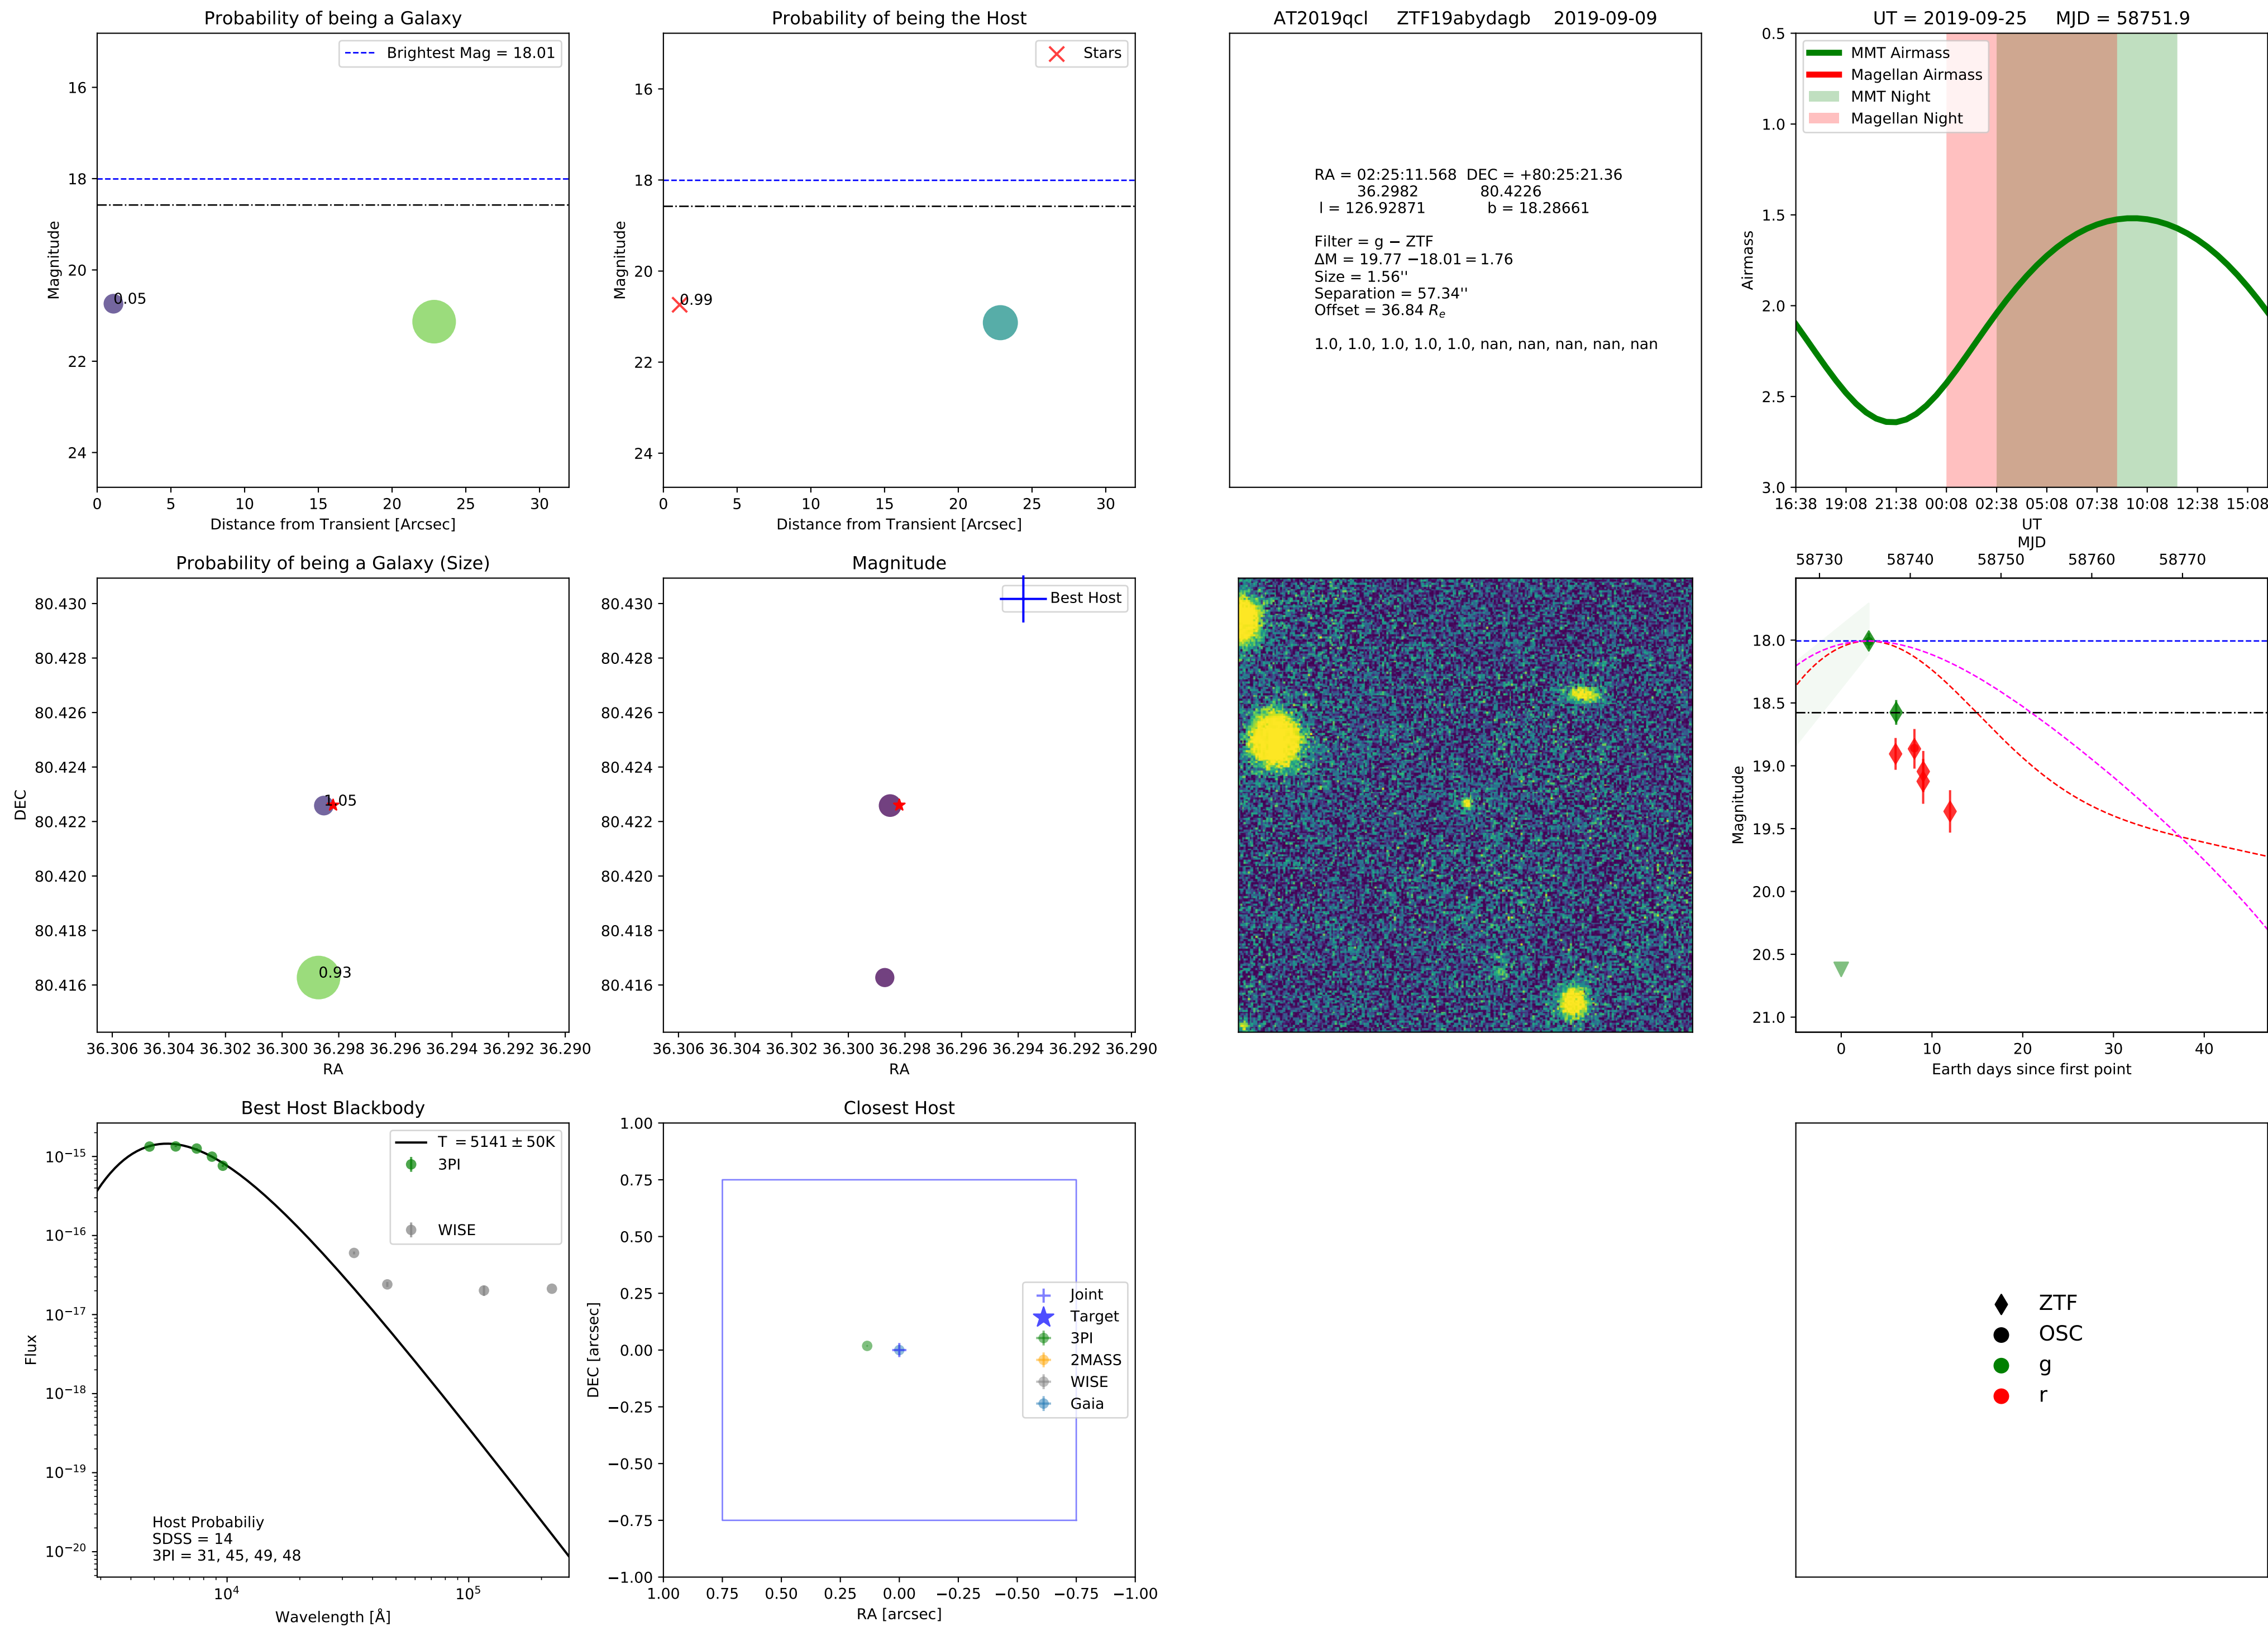 Probability of being a Galaxy
Brightest Mag = 18.01
16
18
20
22
24
Magnitude
0.05
0 5 10 15 20 25 30
Distance from Transient [Arcsec]
Probability of being the Host
Stars
16
18
20
22
24
Magnitude
0.99
0 5 10 15 20 25 30
Distance from Transient [Arcsec]
AT2019qcl ZTF19abydagb 2019-09-09
RA = 02:25:11.568 DEC = +80:25:21.36
36.2982 80.4226
l = 126.92871 b = 18.28661
Filter = g − ZTF
ΔM = 19.77 −18.01 = 1.76
Size = 1.56''
Separation = 57.34''
Offset = 36.84 Re
1.0, 1.0, 1.0, 1.0, 1.0, nan, nan, nan, nan, nan
UT = 2019-09-25 MJD = 58751.9
MMT Airmass
Magellan Airmass
MMT Night
Magellan Night
0.5
1.0
1.5
2.0
2.5
3.0
Airmass
16:38 19:08 21:38 00:08 02:38 05:08 07:38 10:08 12:38 15:08
UT
Probability of being a Galaxy (Size)
80.430
80.428
80.426
80.424
80.422
80.420
80.418
80.416
DEC
1.05
0.93
36.306 36.304 36.302 36.300 36.298 36.296 36.294 36.292 36.290
RA
Magnitude
Best Host
80.430
80.428
80.426
80.424
80.422
80.420
80.418
80.416
36.306 36.304 36.302 36.300 36.298 36.296 36.294 36.292 36.290
RA
MJD
58730 58740 58750 58760 58770
18.0
18.5
19.0
19.5
20.0
20.5
21.0
Magnitude
0 10 20 30 40
Earth days since first point
Best Host Blackbody
T = 5141 ± 50K
3PI
WISE
10−15
10−16
10−17
10−18
10−19
10−20
Flux
Host Probabiliy
SDSS = 14
3PI = 31, 45, 49, 48
104 105
Wavelength [Å]
Closest Host
1.00
0.75
0.50
0.25
0.00
−0.25
−0.50
−0.75
−1.00
DEC [arcsec]
Joint
Target
3PI
2MASS
WISE
Gaia
1.00 0.75 0.50 0.25 0.00 −0.25 −0.50 −0.75 −1.00
RA [arcsec]
ZTF
OSC
g
r